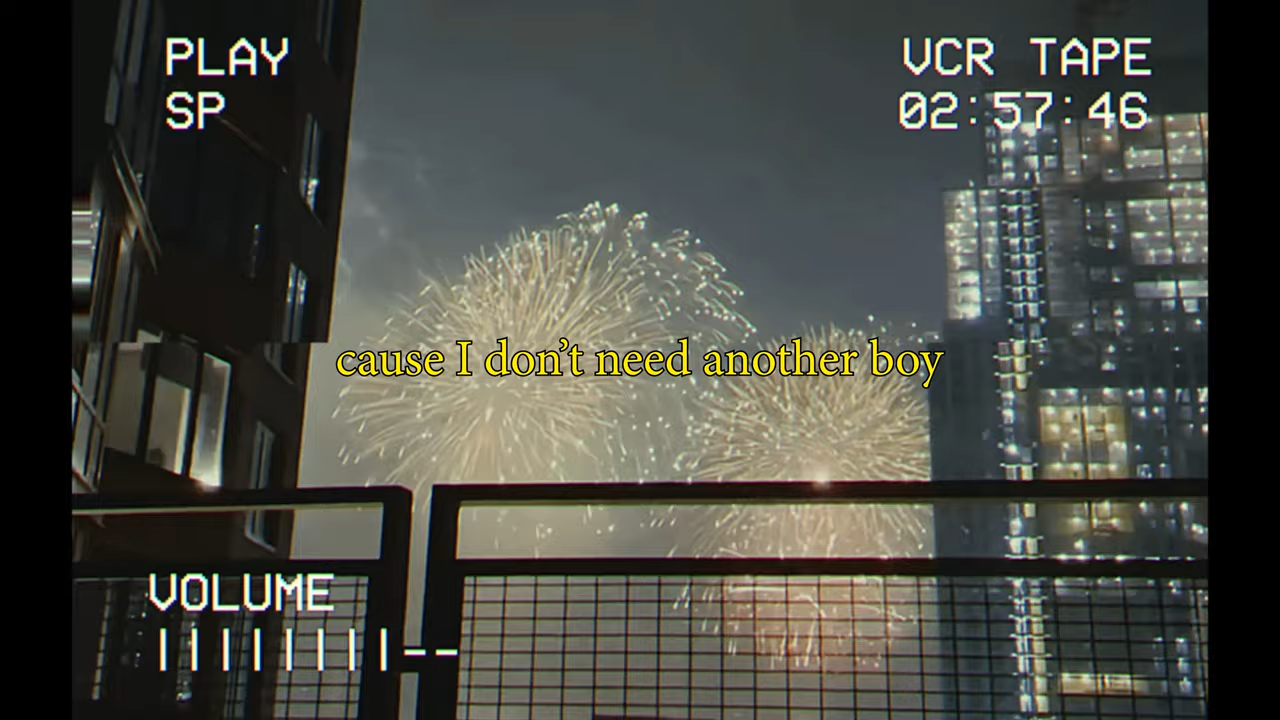 PLAY
SP
VCR TAPE
02:57:46
cause I don't need another boy
VOLUME